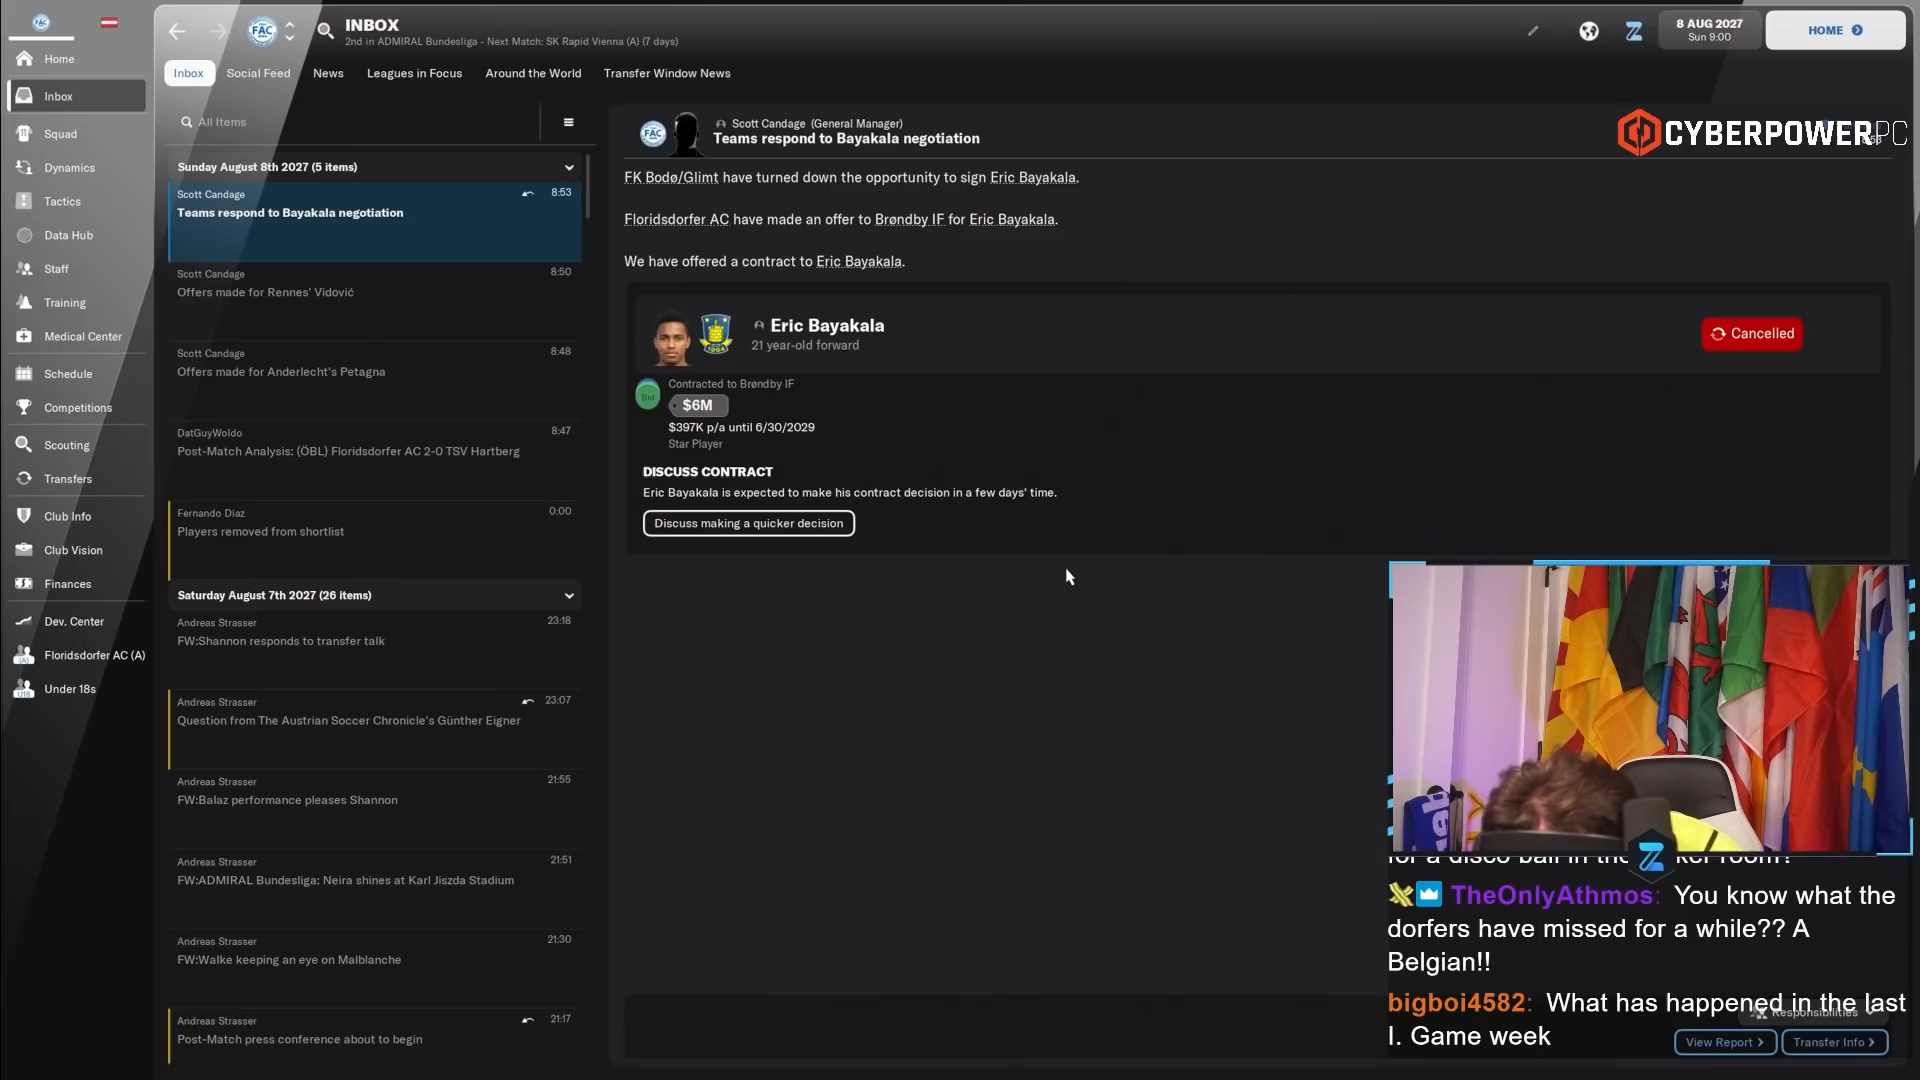 FAC
INBOX
2nd in ADMIRAL Bundesliga - Next Match: SK Rapid Vienna (A) (7 days)
8 AUG 2027
Sun 9:00
HOME
Home
Inbox
Squad
Dynamics
Tactics
Data Hub
Staff
Training
Medical Center
Schedule
Competitions
Scouting
Transfers
Club Info
Club Vision
Finances
Dev. Center
Floridsdorfer AC (A)
Under 18s
Inbox
Social Feed
News
Leagues in Focus
Around the World
Transfer Window News
All Items
Sunday August 8th 2027 (5 items)
Scott Candage
8:53
Teams respond to Bayakala negotiation
Scott Candage
8:50
Offers made for Rennes' Vidović
Scott Candage
8:48
Offers made for Anderlecht's Petagna
DatGuyWoldo
8:47
Post-Match Analysis: (ÖBL) Floridsdorfer AC 2-0 TSV Hartberg
Fernando Diaz
0:00
Players removed from shortlist
Saturday August 7th 2027 (26 items)
Andreas Strasser
23:18
FW:Shannon responds to transfer talk
Andreas Strasser
23:07
Question from The Austrian Soccer Chronicle's Günther Eigner
Andreas Strasser
21:55
FW:Balaz performance pleases Shannon
Andreas Strasser
21:51
FW:ADMIRAL Bundesliga: Neira shines at Karl Jiszda Stadium
Andreas Strasser
21:30
FW:Walke keeping an eye on Malblanche
Andreas Strasser
21:17
Post-Match press conference about to begin
FAC
Scott Candage (General Manager)
Teams respond to Bayakala negotiation
CYBERPOWERPC
FK Bodø/Glimt have turned down the opportunity to sign Eric Bayakala.
Floridsdorfer AC have made an offer to Brøndby IF for Eric Bayakala.
We have offered a contract to Eric Bayakala.
Eric Bayakala
21 year-old forward
Cancelled
Contracted to Brøndby IF
Bid
$6M
$397K p/a until 6/30/2029
Star Player
DISCUSS CONTRACT
Eric Bayakala is expected to make his contract decision in a few days' time.
Discuss making a quicker decision
for a disco ball in the
TheOnlyAthmos: You know what the
dorfers have missed for a while?? A
Belgian!!
bigboi4582: What has happened in the last
I. Game week
Responsibilities
View Report
Transfer Info